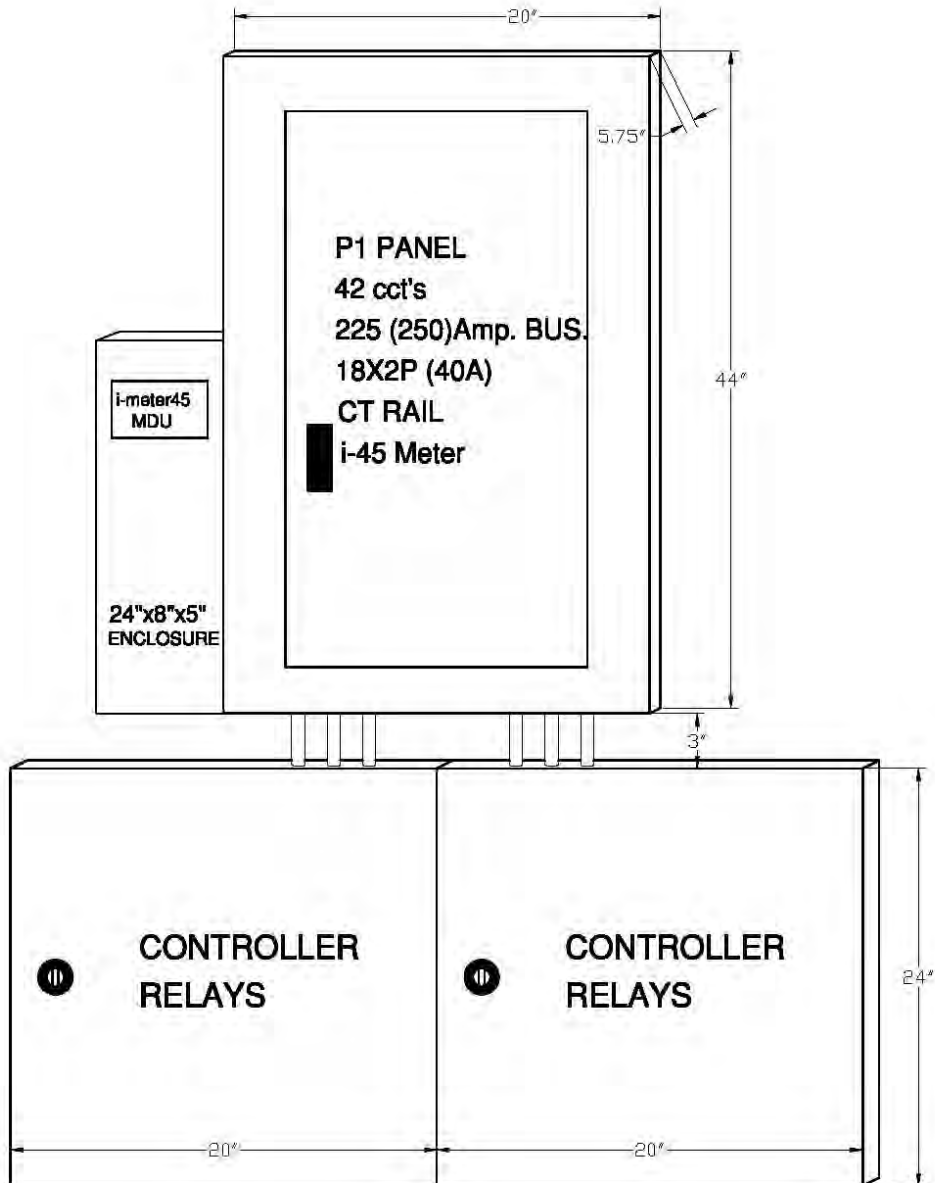 20"
5.75"
P1 PANEL
42 cct's
225 (250)Amp. BUS.
18X2P (40A)
CT RAIL
i-45 Meter
44"
i-meter45
MDU
24"x8"x5"
ENCLOSURE
3"
CONTROLLER
RELAYS
CONTROLLER
RELAYS
24"
20"
20"